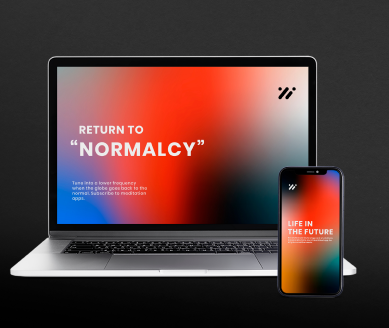 RETURN TO
“NORMALCY”
Tune into a lower frequency
when the globe goes back to the
normal. Subscribe to meditation
apps.
LIFE IN
THE FUTURE